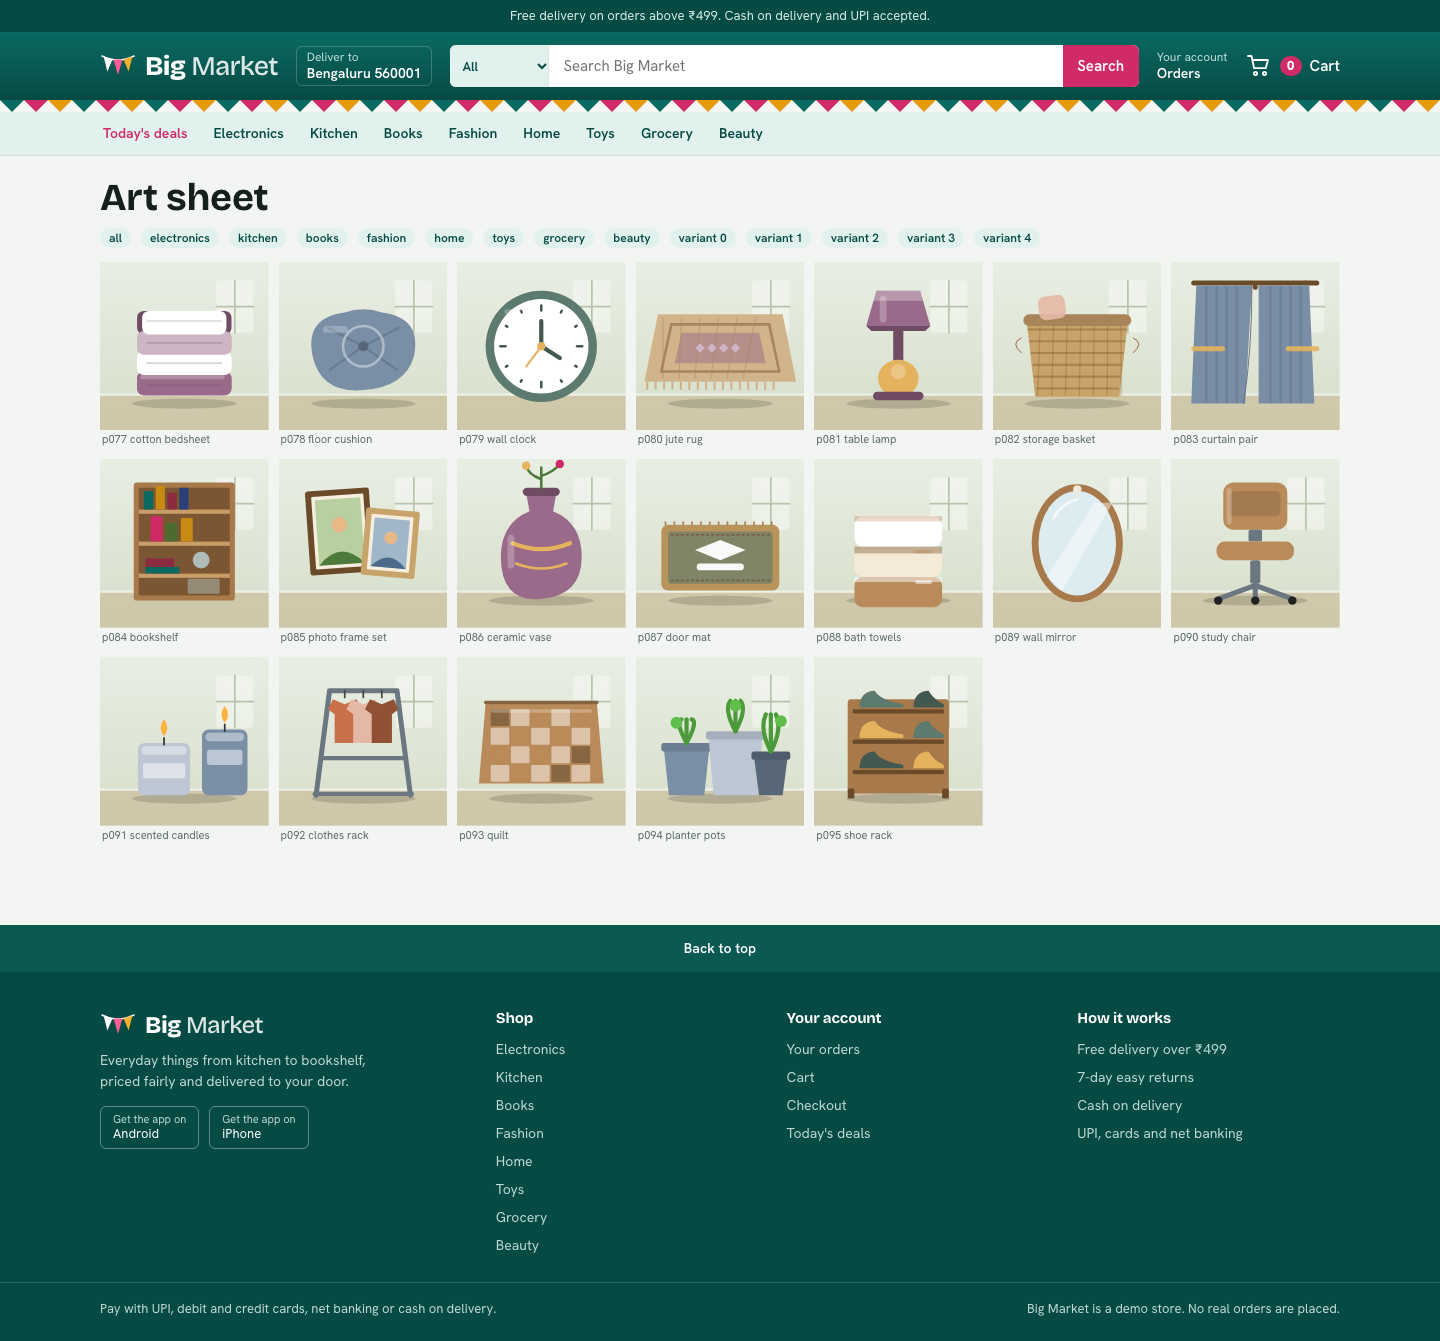 Free delivery on orders above ₹499. Cash on delivery and UPI accepted.
Big Market
Deliver to
Bengaluru 560001
All
Search Big Market
Search
Your account
Orders
0 Cart
Today's deals Electronics Kitchen Books Fashion Home Toys Grocery Beauty
Art sheet
all electronics kitchen books fashion home toys grocery beauty variant 0 variant 1 variant 2 variant 3 variant 4
p077 cotton bedsheet p078 floor cushion p079 wall clock p080 jute rug p081 table lamp p082 storage basket p083 curtain pair
p084 bookshelf p085 photo frame set p086 ceramic vase p087 door mat p088 bath towels p089 wall mirror p090 study chair
p091 scented candles p092 clothes rack p093 quilt p094 planter pots p095 shoe rack
Back to top
Big Market
Everyday things from kitchen to bookshelf,
priced fairly and delivered to your door.
Get the app on
Android
Get the app on
iPhone
Shop
Electronics
Kitchen
Books
Fashion
Home
Toys
Grocery
Beauty
Your account
Your orders
Cart
Checkout
Today's deals
How it works
Free delivery over ₹499
7-day easy returns
Cash on delivery
UPI, cards and net banking
Pay with UPI, debit and credit cards, net banking or cash on delivery.
Big Market is a demo store. No real orders are placed.